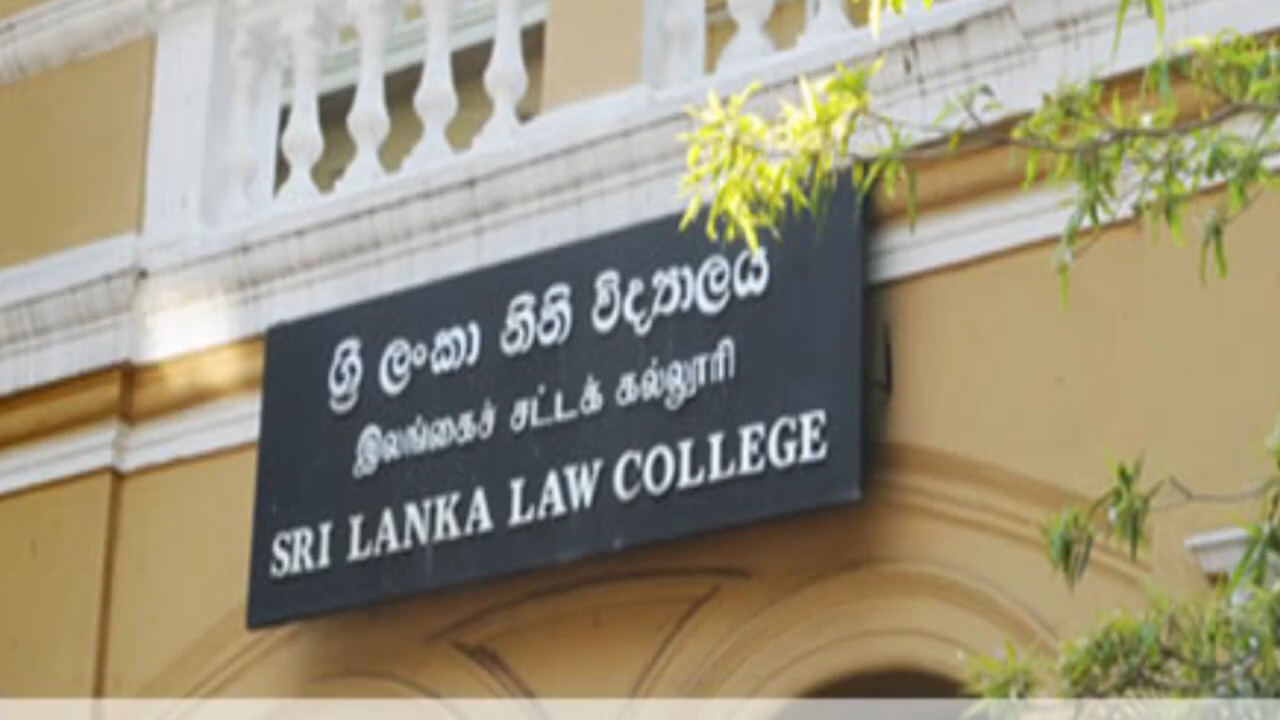 ශ්‍රී ලංකා නීති විද්‍යාලය
இலங்கைச் சட்டக் கல்லூரி
SRI LANKA LAW COLLEGE